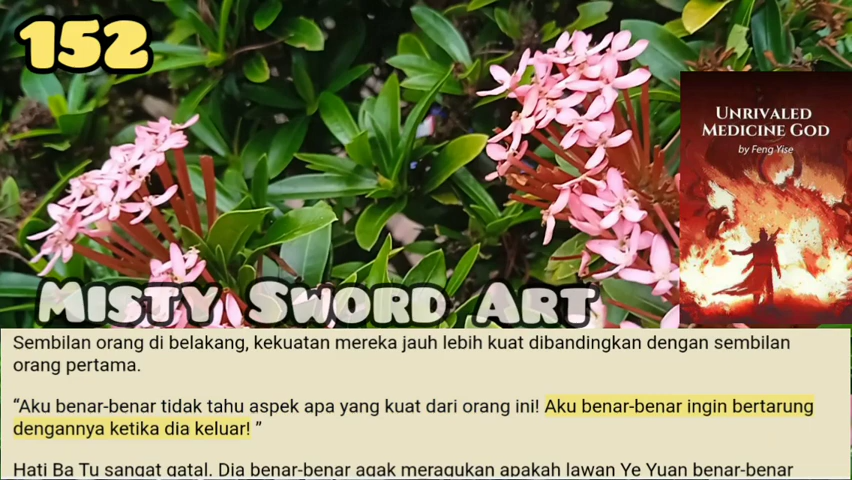 152
UNRIVALED
MEDICINE GOD
by Feng Yise
MISTY SWORD ART
Sembilan orang di belakang, kekuatan mereka jauh lebih kuat dibandingkan dengan sembilan
orang pertama.
“Aku benar-benar tidak tahu aspek apa yang kuat dari orang ini! Aku benar-benar ingin bertarung
dengannya ketika dia keluar! ”
Hati Ba Tu sangat gatal. Dia benar-benar agak meragukan apakah lawan Ye Yuan benar-benar